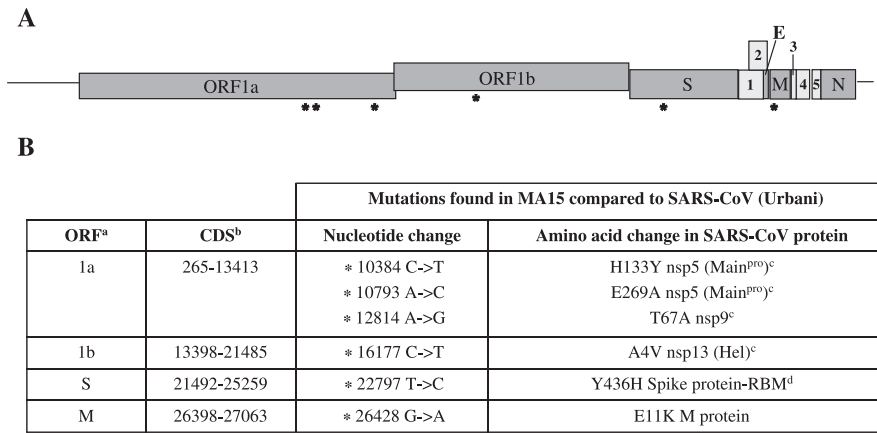 A
ORF1a
ORF1b
S
1
2
E
M
3
4
5
N
* * * * * *
B
Mutations found in MA15 compared to SARS-CoV (Urbani)
ORFᵃ CDSᵇ Nucleotide change Amino acid change in SARS-CoV protein
1a 265-13413 * 10384 C->T H133Y nsp5 (Mainᵖʳᵒ)ᶜ
* 10793 A->C E269A nsp5 (Mainᵖʳᵒ)ᶜ
* 12814 A->G T67A nsp9ᶜ
1b 13398-21485 * 16177 C->T A4V nsp13 (Hel)ᶜ
S 21492-25259 * 22797 T->C Y436H Spike protein-RBMᵈ
M 26398-27063 * 26428 G->A E11K M protein